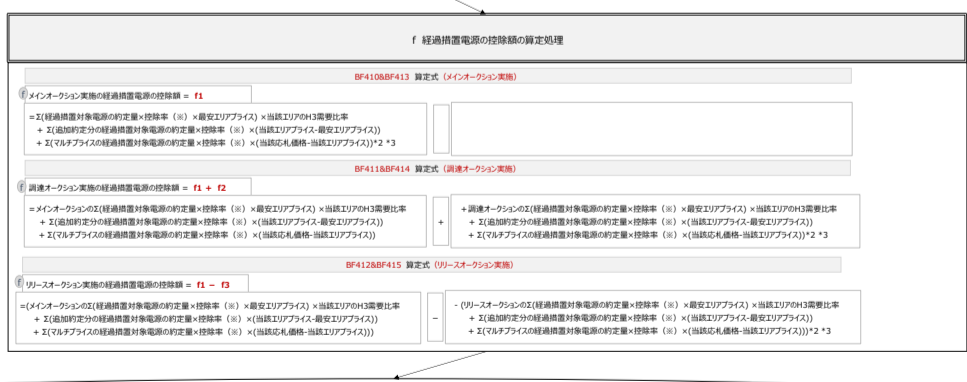 f 経過措置電源の控除額の算定処理
BF410&BF413 算定式（メインオークション実施）
f メインオークション実施の経過措置電源の控除額 = f1
=Σ(経過措置対象電源の約定量×控除率（※）×最安エリアプライス) ×当該エリアのH3需要比率
+ Σ(追加約定分の経過措置対象電源の約定量×控除率（※）×(当該エリアプライス-最安エリアプライス))
+ Σ(マルチプライスの経過措置対象電源の約定量×控除率（※）×(当該応札価格-当該エリアプライス))*2 *3
BF411&BF414 算定式（調達オークション実施）
f 調達オークション実施の経過措置電源の控除額 = f1 + f2
=メインオークションのΣ(経過措置対象電源の約定量×控除率（※）×最安エリアプライス) ×当該エリアのH3需要比率
+ Σ(追加約定分の経過措置対象電源の約定量×控除率（※）×(当該エリアプライス-最安エリアプライス))
+ Σ(マルチプライスの経過措置対象電源の約定量×控除率（※）×(当該応札価格-当該エリアプライス))
+
+調達オークションのΣ(経過措置対象電源の約定量×控除率（※）×最安エリアプライス) ×当該エリアのH3需要比率
+ Σ(追加約定分の経過措置対象電源の約定量×控除率（※）×(当該エリアプライス-最安エリアプライス))
+ Σ(マルチプライスの経過措置対象電源の約定量×控除率（※）×(当該応札価格-当該エリアプライス))*2 *3
BF412&BF415 算定式（リリースオークション実施）
f リリースオークション実施の経過措置電源の控除額 = f1 − f3
=(メインオークションのΣ(経過措置対象電源の約定量×控除率（※）×最安エリアプライス) ×当該エリアのH3需要比率
+ Σ(追加約定分の経過措置対象電源の約定量×控除率（※）×(当該エリアプライス-最安エリアプライス)
+ Σ(マルチプライスの経過措置対象電源の約定量×控除率（※）×(当該応札価格-当該エリアプライス)))
−
- (リリースオークションのΣ(経過措置対象電源の約定量×控除率（※）×最安エリアプライス) ×当該エリアのH3需要比率
+ Σ(追加約定分の経過措置対象電源の約定量×控除率（※）×(当該エリアプライス-最安エリアプライス)
+ Σ(マルチプライスの経過措置対象電源の約定量×控除率（※）×(当該応札価格-当該エリアプライス)))*2 *3